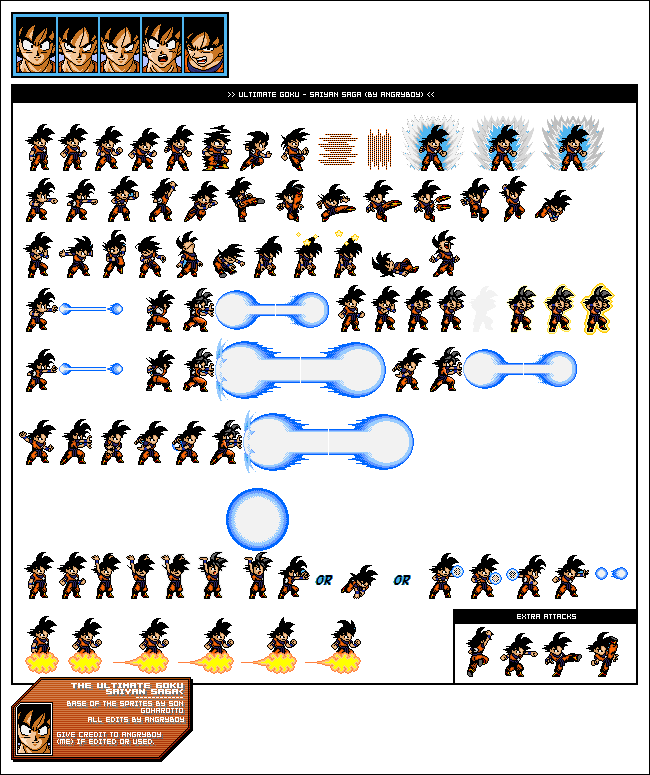 >> ULTIMATE GOKU - SAIYAN SAGA (BY ANGRYBOY) <<
OR
OR
EXTRA ATTACKS
THE ULTIMATE GOKU
SAIYAN SAGA<
BASE OF THE SPRITES BY SON
GOHAROTTO
ALL EDITS BY ANGRYBOY
GIVE CREDIT TO ANGRYBOY
(ME) IF EDITED OR USED.